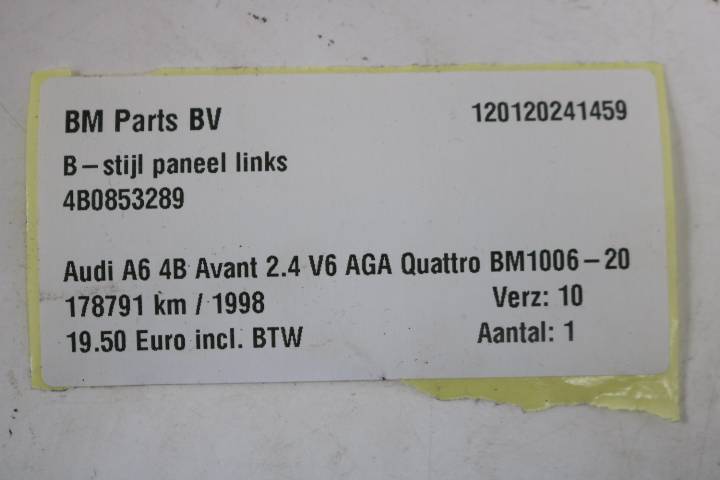 BM Parts BV 120120241459
B-stijl paneel links
4B0853289
Audi A6 4B Avant 2.4 V6 AGA Quattro BM1006-20
178791 km / 1998 Verz: 10
19.50 Euro incl. BTW Aantal: 1